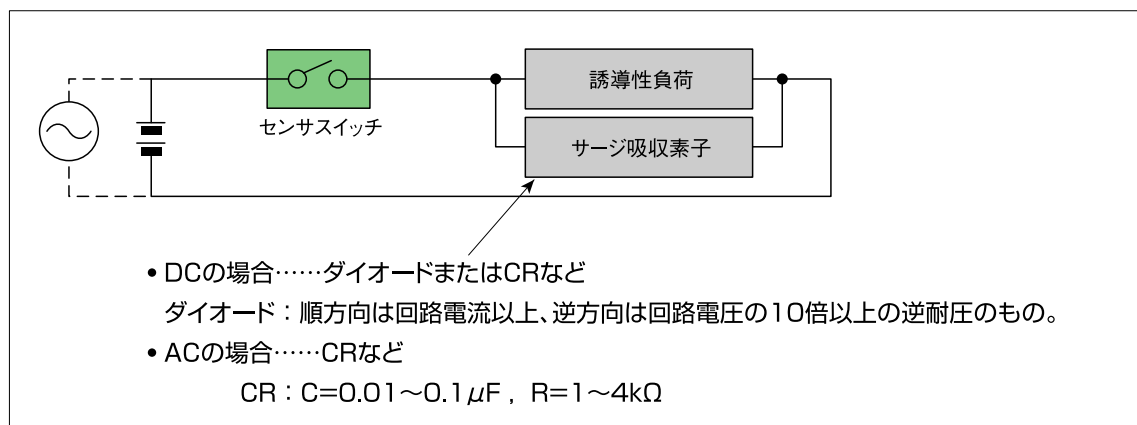 誘導性負荷
センサスイッチ
サージ吸収素子
• DCの場合……ダイオードまたはCRなど
ダイオード：順方向は回路電流以上、逆方向は回路電圧の10倍以上の逆耐圧のもの。
• ACの場合……CRなど
CR：C=0.01～0.1μF , R=1～4kΩ